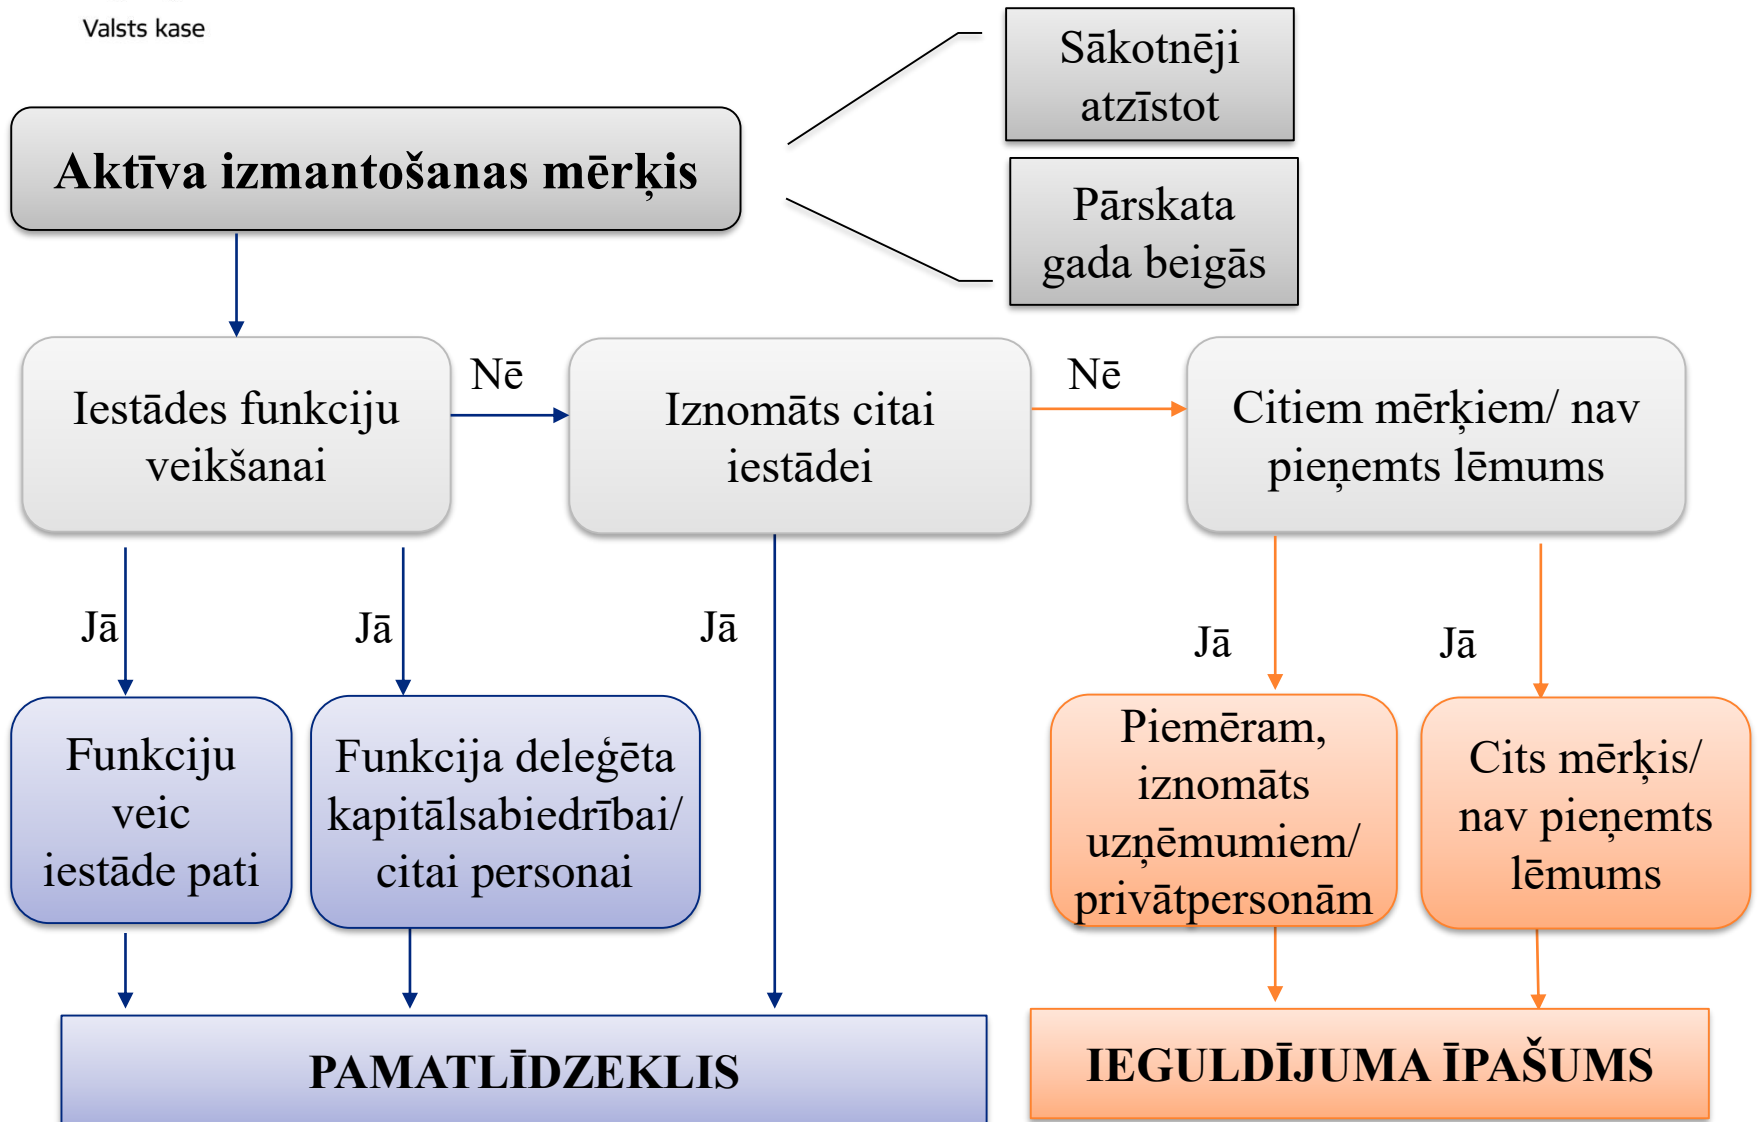 Valsts kase
Sākotnēji
atzīstot
Aktīva izmantošanas mērķis
Pārskata
gada beigās
Iestādes funkciju
veikšanai
Nē
Iznomāts citai
iestādei
Nē
Citiem mērķiem/ nav
pieņemts lēmums
Jā
Jā
Jā
Jā
Jā
Funkciju
veic
iestāde pati
Funkcija deleģēta
kapitālsabiedrībai/
citai personai
Piemēram,
iznomāts
uzņēmumiem/
privātpersonām
Cits mērķis/
nav pieņemts
lēmums
PAMATLĪDZEKLIS
IEGULDĪJUMA ĪPAŠUMS